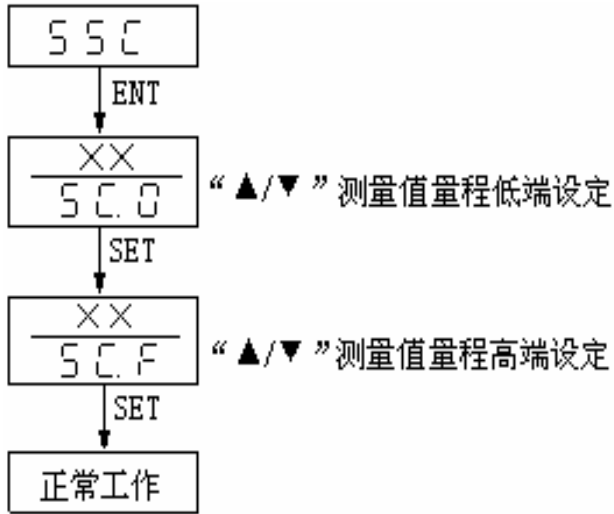 SSC
ENT
XX
SC.0 “▲/▼”测量值量程低端设定
SET
XX
SC.F “▲/▼”测量值量程高端设定
SET
正常工作